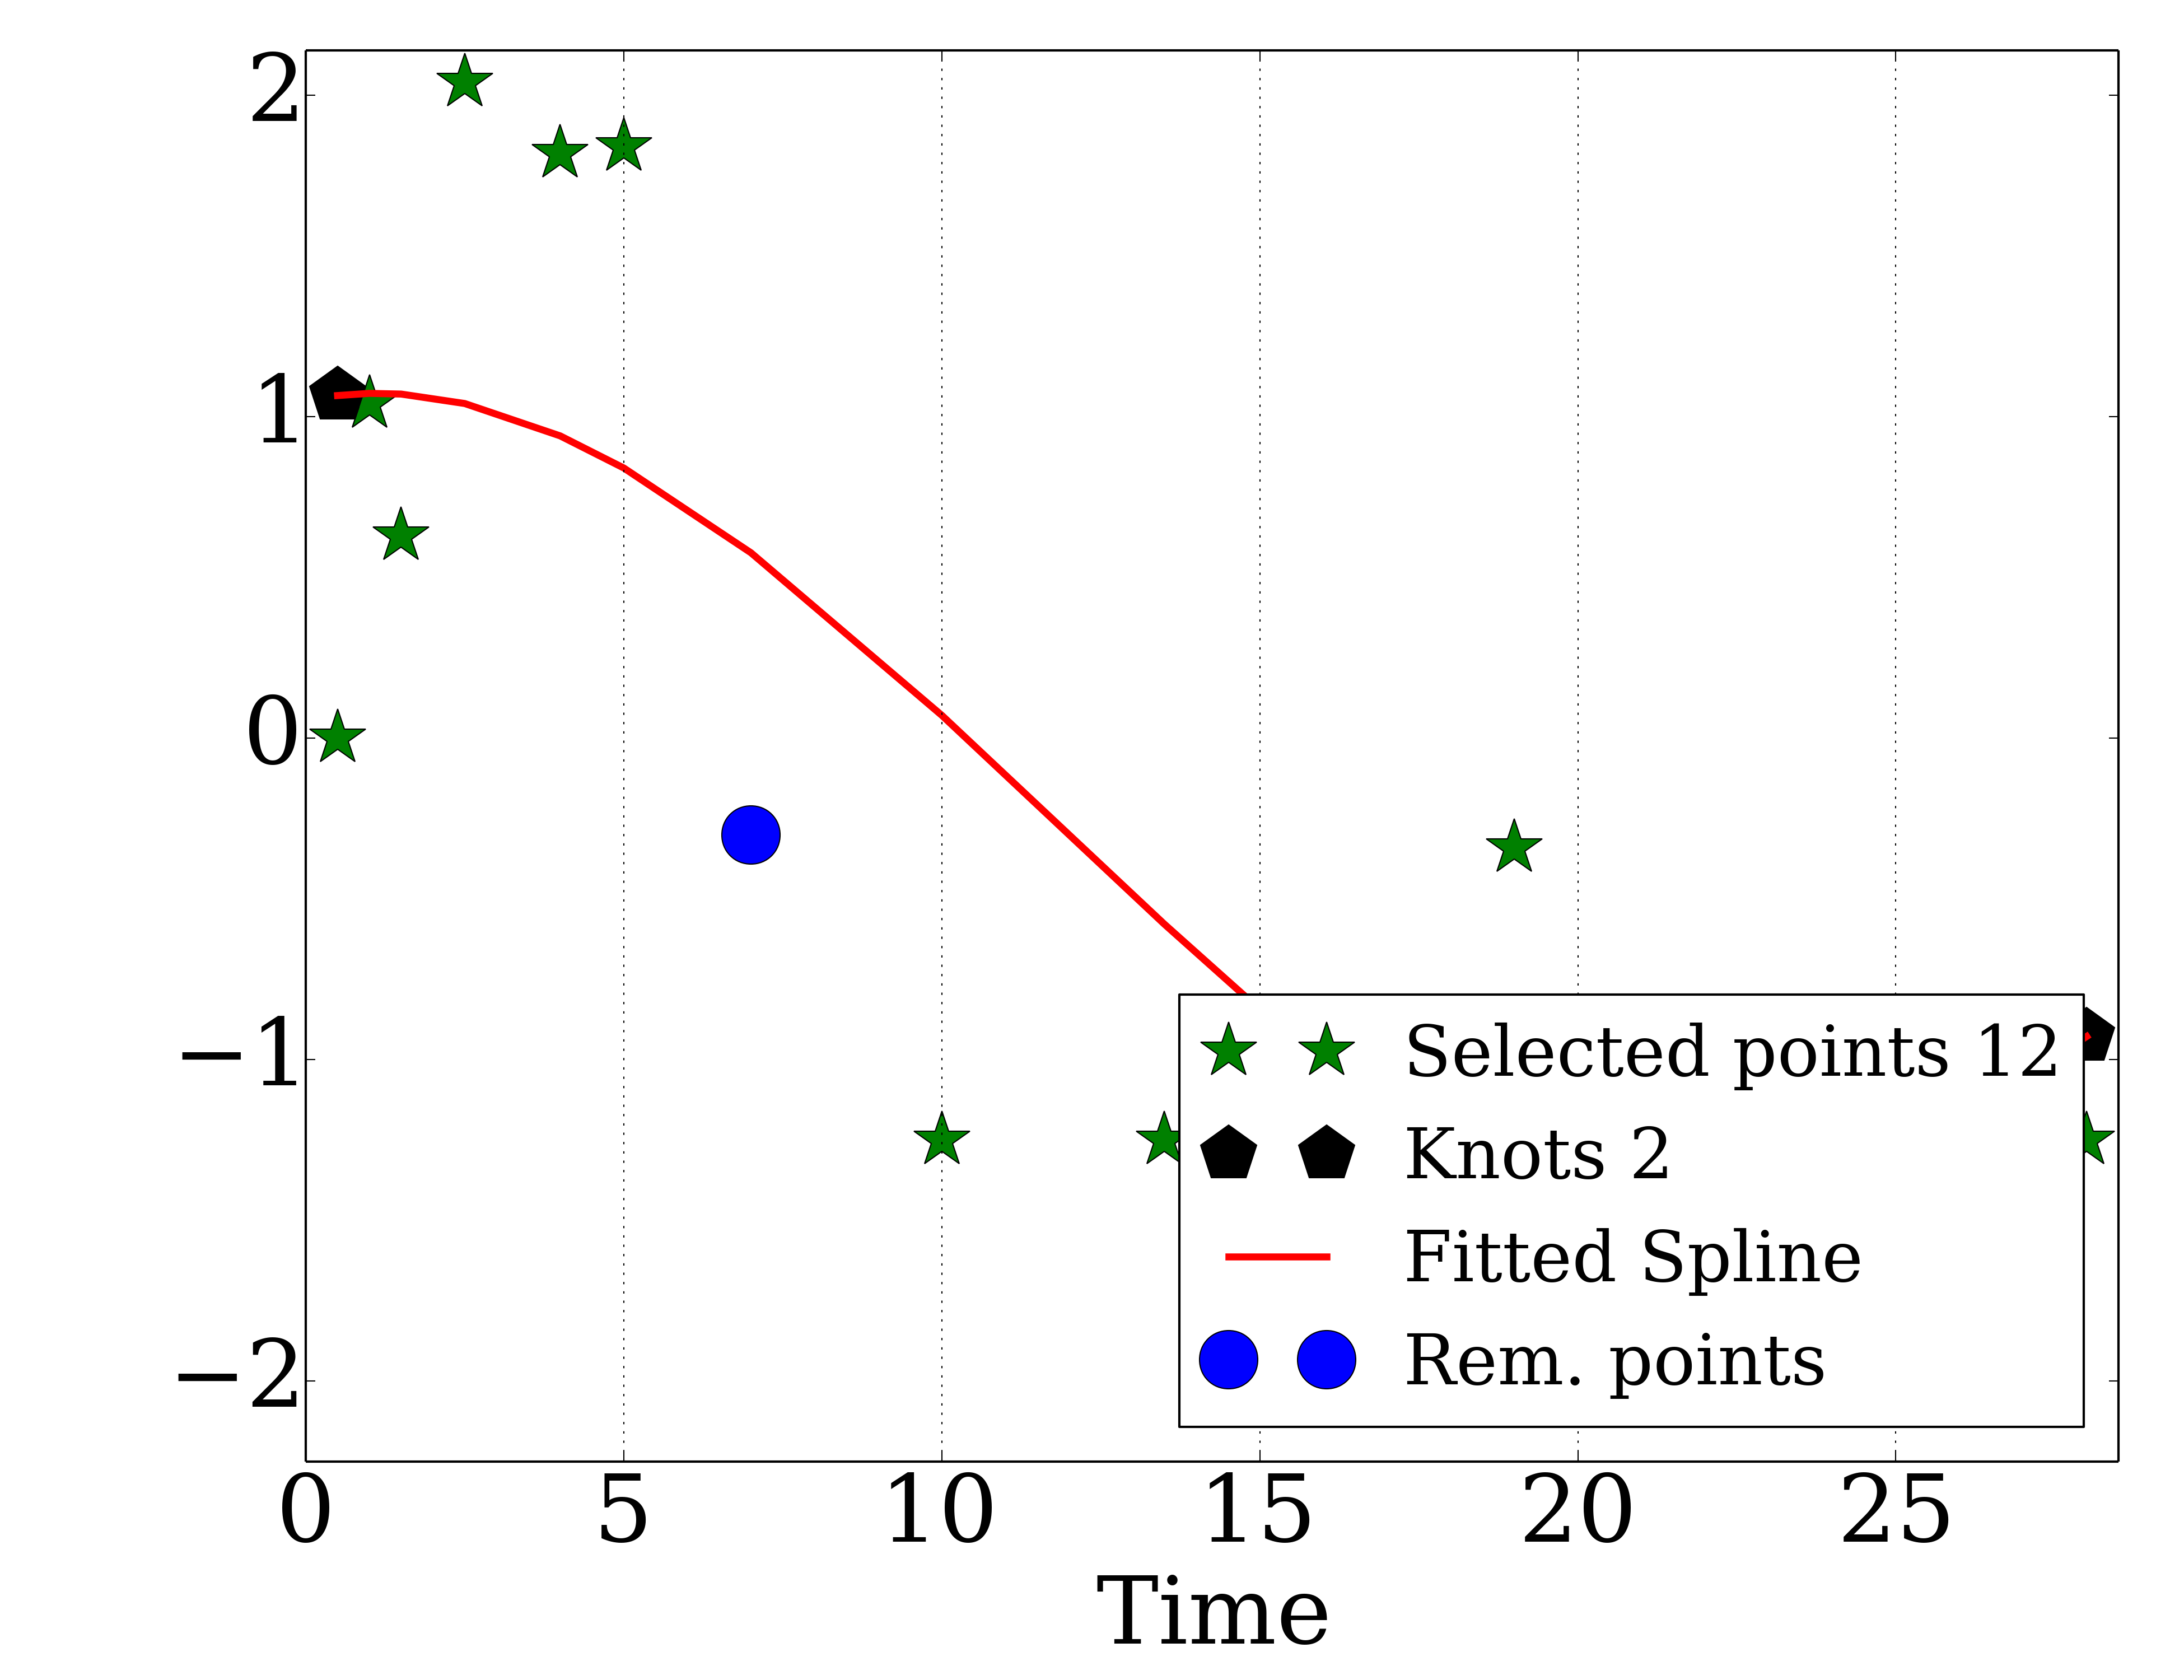 2
1
0
−1
−2
Selected points 12
Knots 2
Fitted Spline
Rem. points
0 5 10 15 20 25
Time